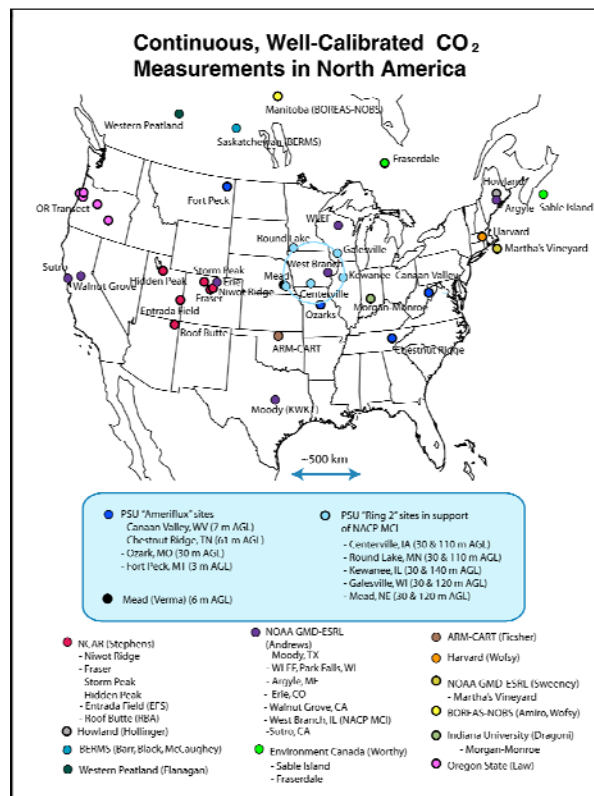 Continuous, Well-Calibrated CO2
Measurements in North America
Manitoba (BOREAS-NOBS)
Western Peatland
Saskatchewan (BERMS)
Fraserdale
Fort Peck
Howland
OR Transect
Argyle
Sable Island
WLEF
Harvard
Round Lake
Galesville
Martha's Vineyard
Sutro
Storm Peak
West Branch
Hidden Peak
Erie
Mead
Kewanee
Canaan Valley
Walnut Grove
Niwot Ridge
Fraser
Centerville
Entrada Field
Ozarks
Morgan-Monroe
Roof Butte
Chestnut Ridge
ARM-CART
Moody (KWKT)
~500 km
PSU "Ameriflux" sites
Canaan Valley, WV (7 m AGL)
Chestnut Ridge, TN (61 m AGL)
- Ozark, MO (30 m AGL)
- Fort Peck, MT (3 m AGL)
Mead (Verma) (6 m AGL)
PSU "Ring 2" sites in support
of NACP MCI
- Centerville, IA (30 & 110 m AGL)
- Round Lake, MN (30 & 110 m AGL)
- Kewanee, IL (30 & 140 m AGL)
- Galesville, WI (30 & 120 m AGL)
- Mead, NE (30 & 120 m AGL)
NCAR (Stephens)
- Niwot Ridge
- Fraser
Storm Peak
Hidden Peak
- Entrada Field (EFS)
- Roof Butte (RBA)
Howland (Hollinger)
BERMS (Barr, Black, McCaughey)
Western Peatland (Flanagan)
NOAA GMD-ESRL
(Andrews)
Moody, TX
- WLEF, Park Falls, WI
- Argyle, ME
- Erie, CO
- Walnut Grove, CA
- West Branch, IL (NACP MCI)
-Sutro, CA
Environment Canada (Worthy)
- Sable Island
- Fraserdale
ARM-CART (Ficsher)
Harvard (Wofsy)
NOAA GMD-ESRL (Sweeney)
- Martha's Vineyard
BOREAS-NOBS (Amiro, Wofsy)
Indiana University (Dragoni)
- Morgan-Monroe
Oregon State (Law)